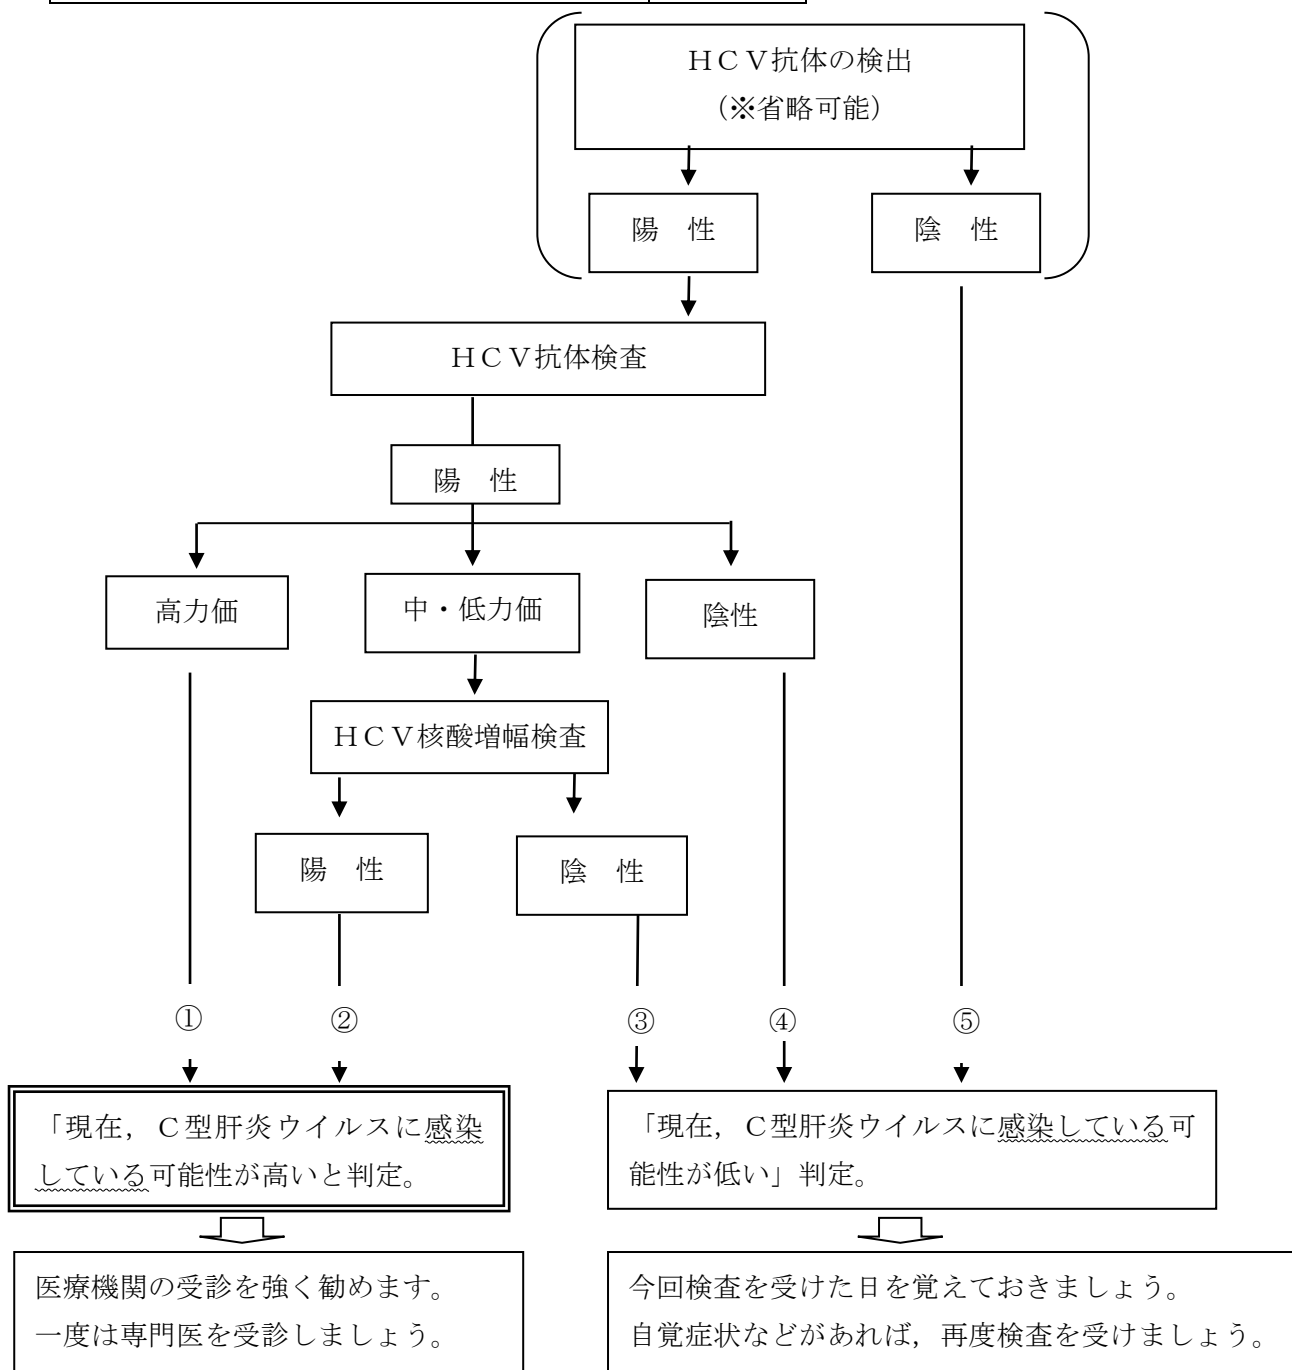 ＨＣＶ抗体の検出
（※省略可能）
陽　性
陰　性
ＨＣＶ抗体検査
陽　性
高力価
中・低力価
陰性
ＨＣＶ核酸増幅検査
陽　性
陰　性
①
②
③
④
⑤
「現在，Ｃ型肝炎ウイルスに感染
している可能性が高いと判定。
「現在，Ｃ型肝炎ウイルスに感染している可
能性が低い」判定。
医療機関の受診を強く勧めます。
一度は専門医を受診しましょう。
今回検査を受けた日を覚えておきましょう。
自覚症状などがあれば，再度検査を受けましょう。